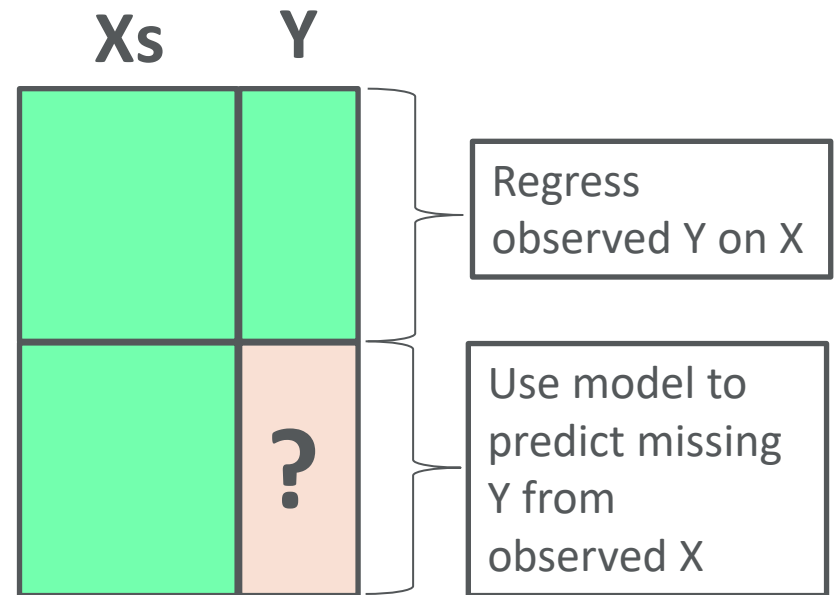 Xs Y
Regress
observed Y on X
?
Use model to
predict missing
Y from
observed X